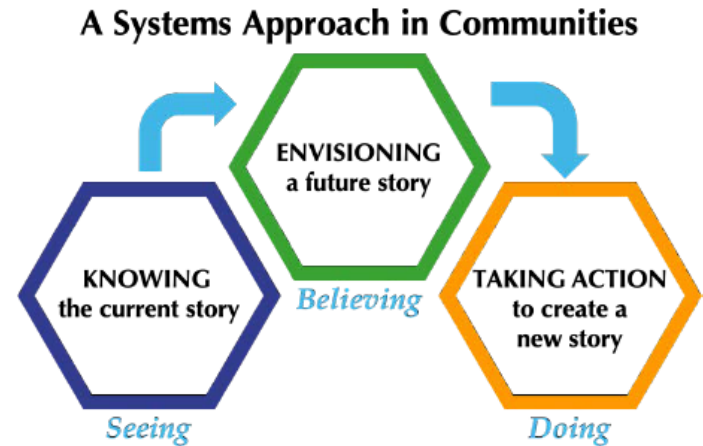 A Systems Approach in Communities
KNOWING
the current story
Seeing
ENVISIONING
a future story
Believing
TAKING ACTION
to create a
new story
Doing